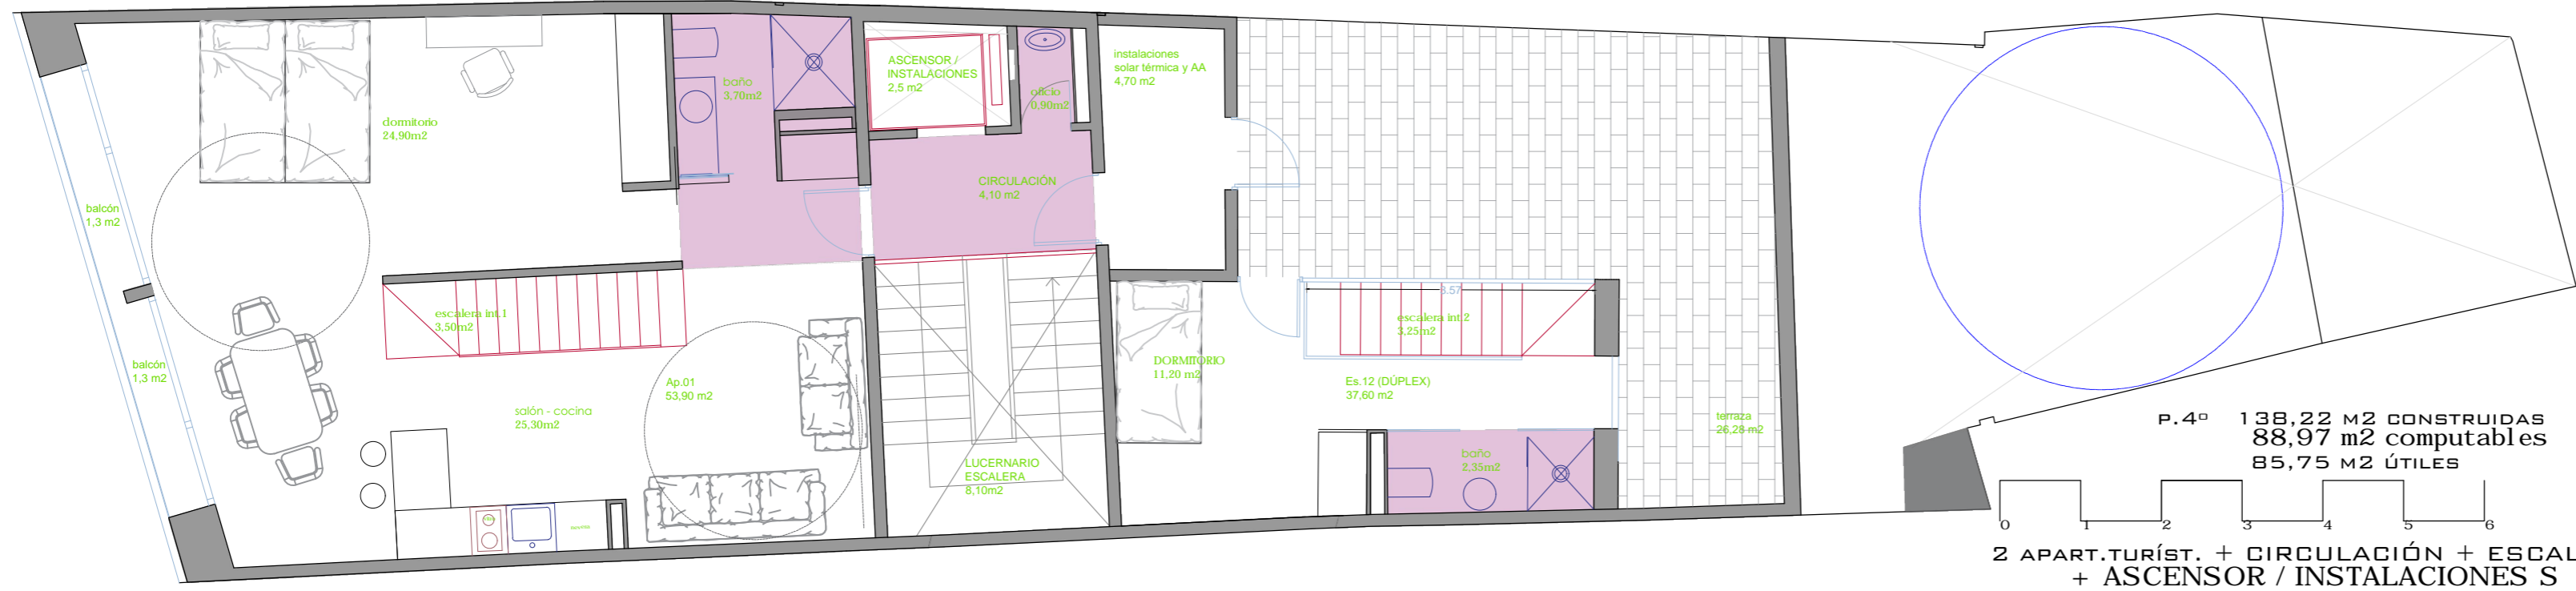 dormitorio
24,90m2
balcón
1,3 m2
balcón
1,3 m2
escalera int.1
3,50m2
salón - cocina
25,30m2
Ap.01
53,90 m2
baño
3,70m2
ASCENSOR /
INSTALACIONES
2,5 m2
oficio
0,90m2
CIRCULACIÓN
4,10 m2
LUCERNARIO
ESCALERA
8,10m2
instalaciones
solar térmica y AA
4,70 m2
DORMITORIO
11,20 m2
3.57
escalera int.2
3,25m2
Es.12 (DÚPLEX)
37,60 m2
baño
2,35m2
terraza
26,28 m2
P.4º 138,22 M2 CONSTRUIDAS
88,97 m2 computables
85,75 M2 ÚTILES
0 1 2 3 4 5 6
2 APART.TURÍST. + CIRCULACIÓN + ESCAL
+ ASCENSOR / INSTALACIONES S